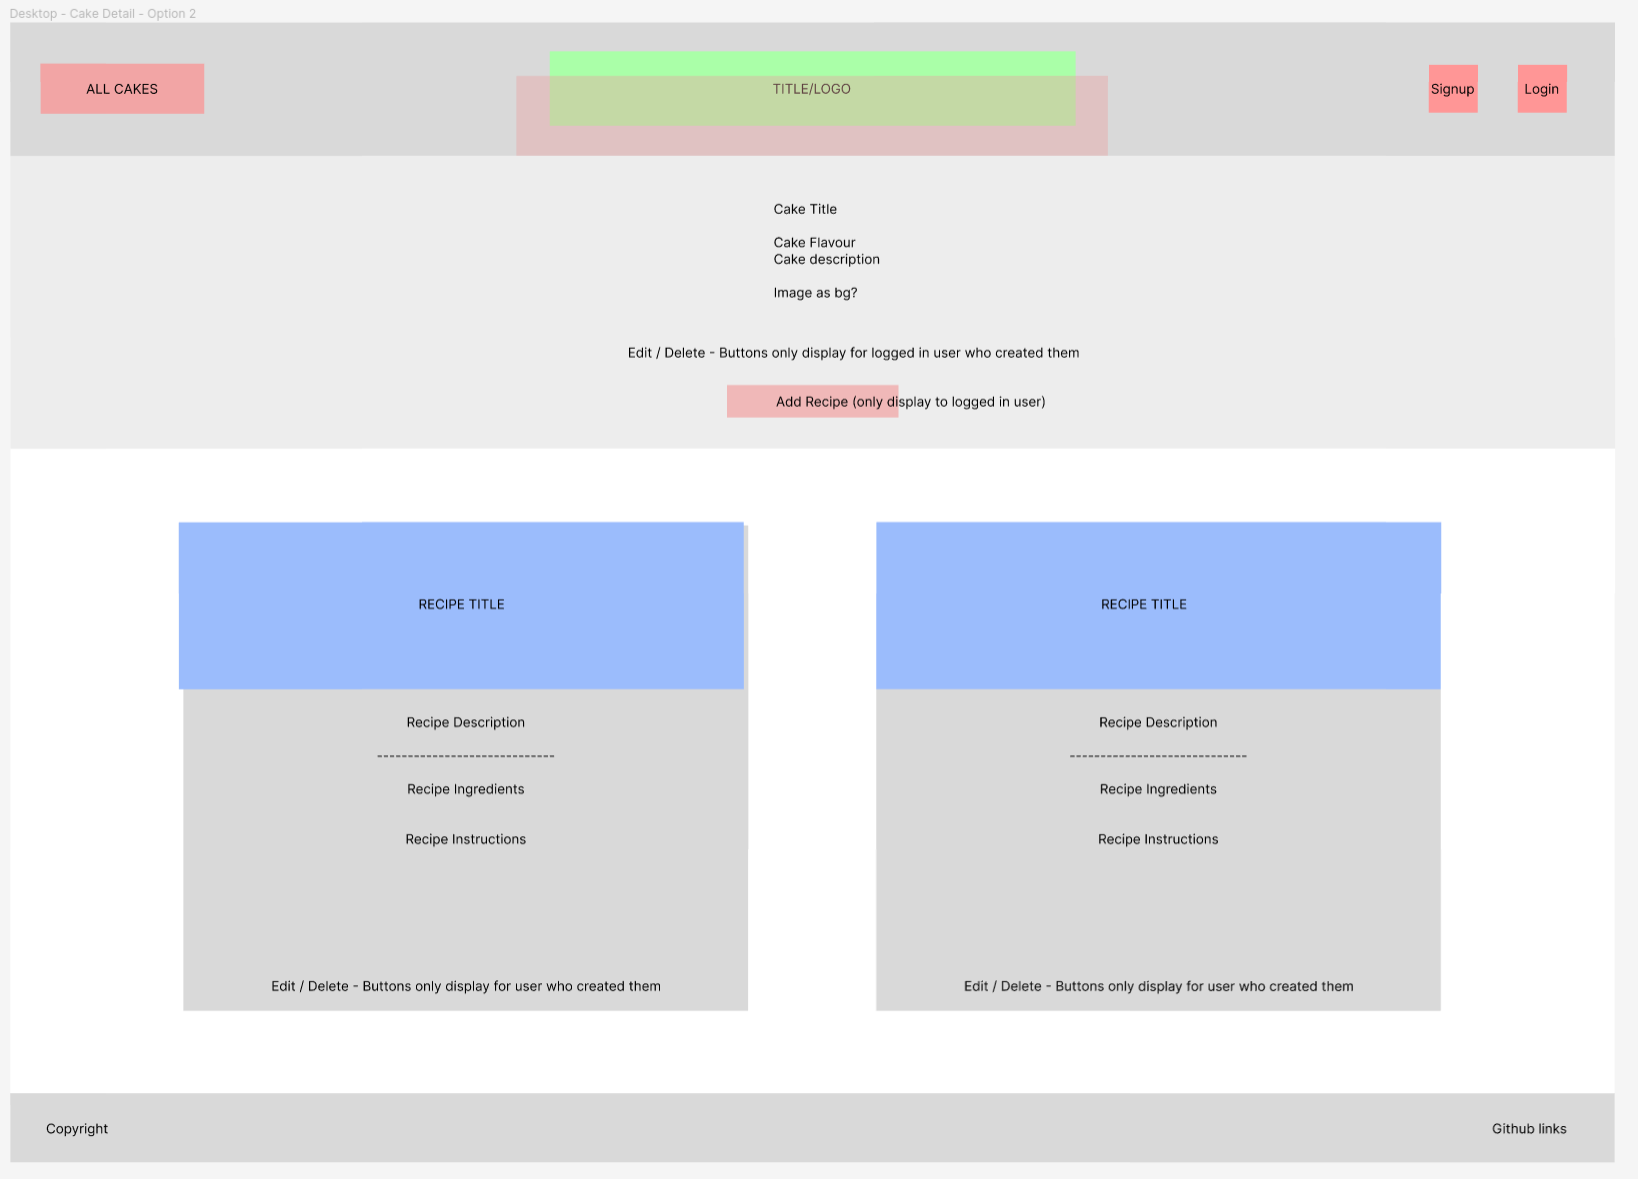 Desktop - Cake Detail - Option 2
ALL CAKES
TITLE/LOGO
Signup
Login
Cake Title
Cake Flavour
Cake description
Image as bg?
Edit / Delete - Buttons only display for logged in user who created them
Add Recipe (only display to logged in user)
RECIPE TITLE
Recipe Description
-----------------------------
Recipe Ingredients
Recipe Instructions
Edit / Delete - Buttons only display for user who created them
RECIPE TITLE
Recipe Description
-----------------------------
Recipe Ingredients
Recipe Instructions
Edit / Delete - Buttons only display for user who created them
Copyright
Github links